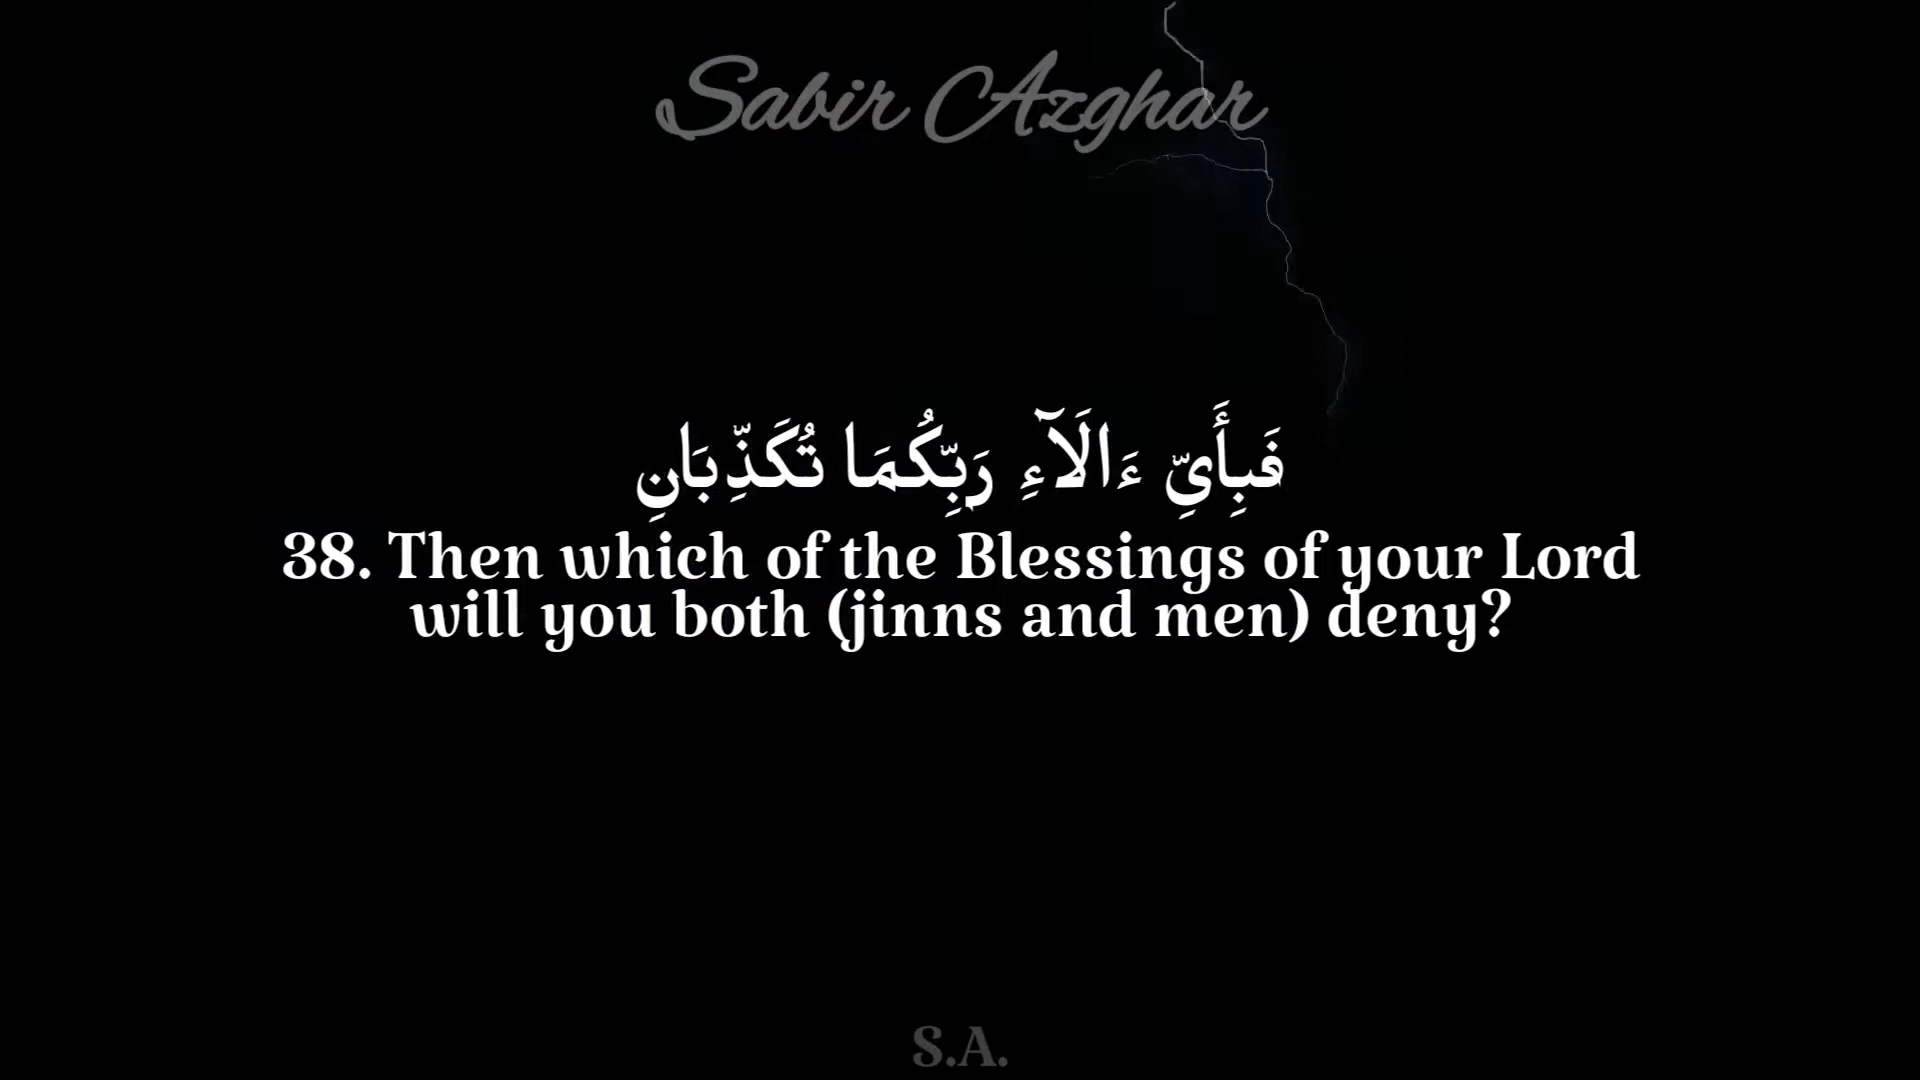 Sabir Azghar
فَبِأَيِّ ءَالَآءِ رَبِّكُمَا تُكَذِّبَانِ
38. Then which of the Blessings of your Lord
will you both (jinns and men) deny?
S.A.